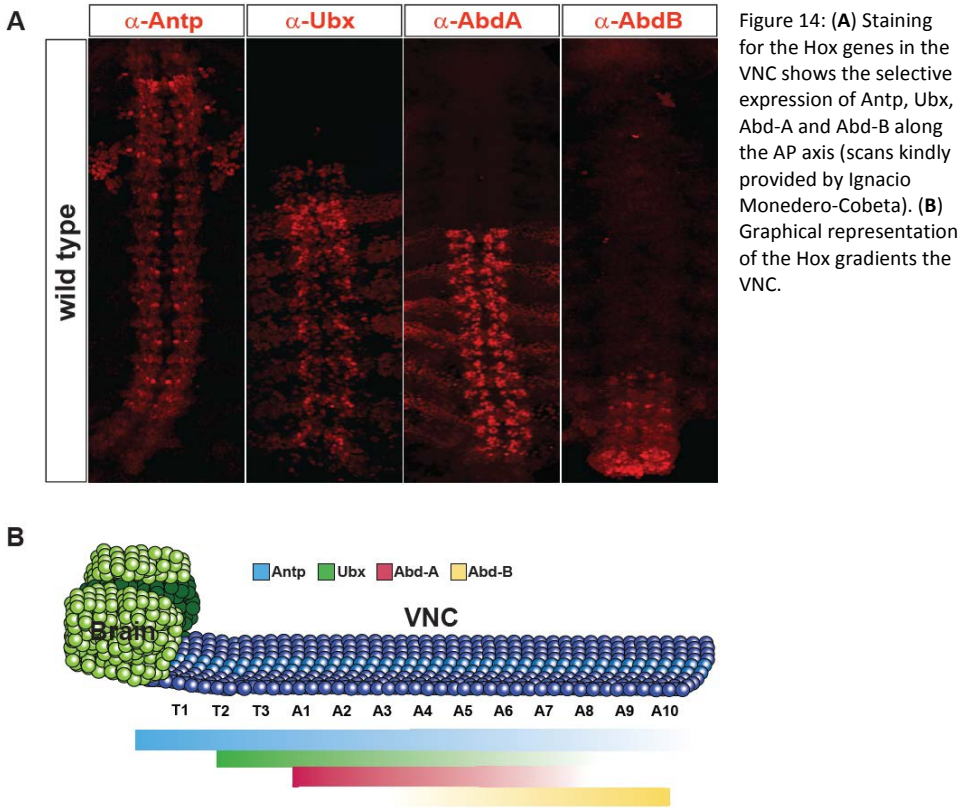 A
α-Antp
α-Ubx
α-AbdA
α-AbdB
wild type
Figure 14: (A) Staining
for the Hox genes in the
VNC shows the selective
expression of Antp, Ubx,
Abd-A and Abd-B along
the AP axis (scans kindly
provided by Ignacio
Monedero-Cobeta). (B)
Graphical representation
of the Hox gradients the
VNC.
B
Antp Ubx Abd-A Abd-B
Brain
VNC
T1 T2 T3 A1 A2 A3 A4 A5 A6 A7 A8 A9 A10